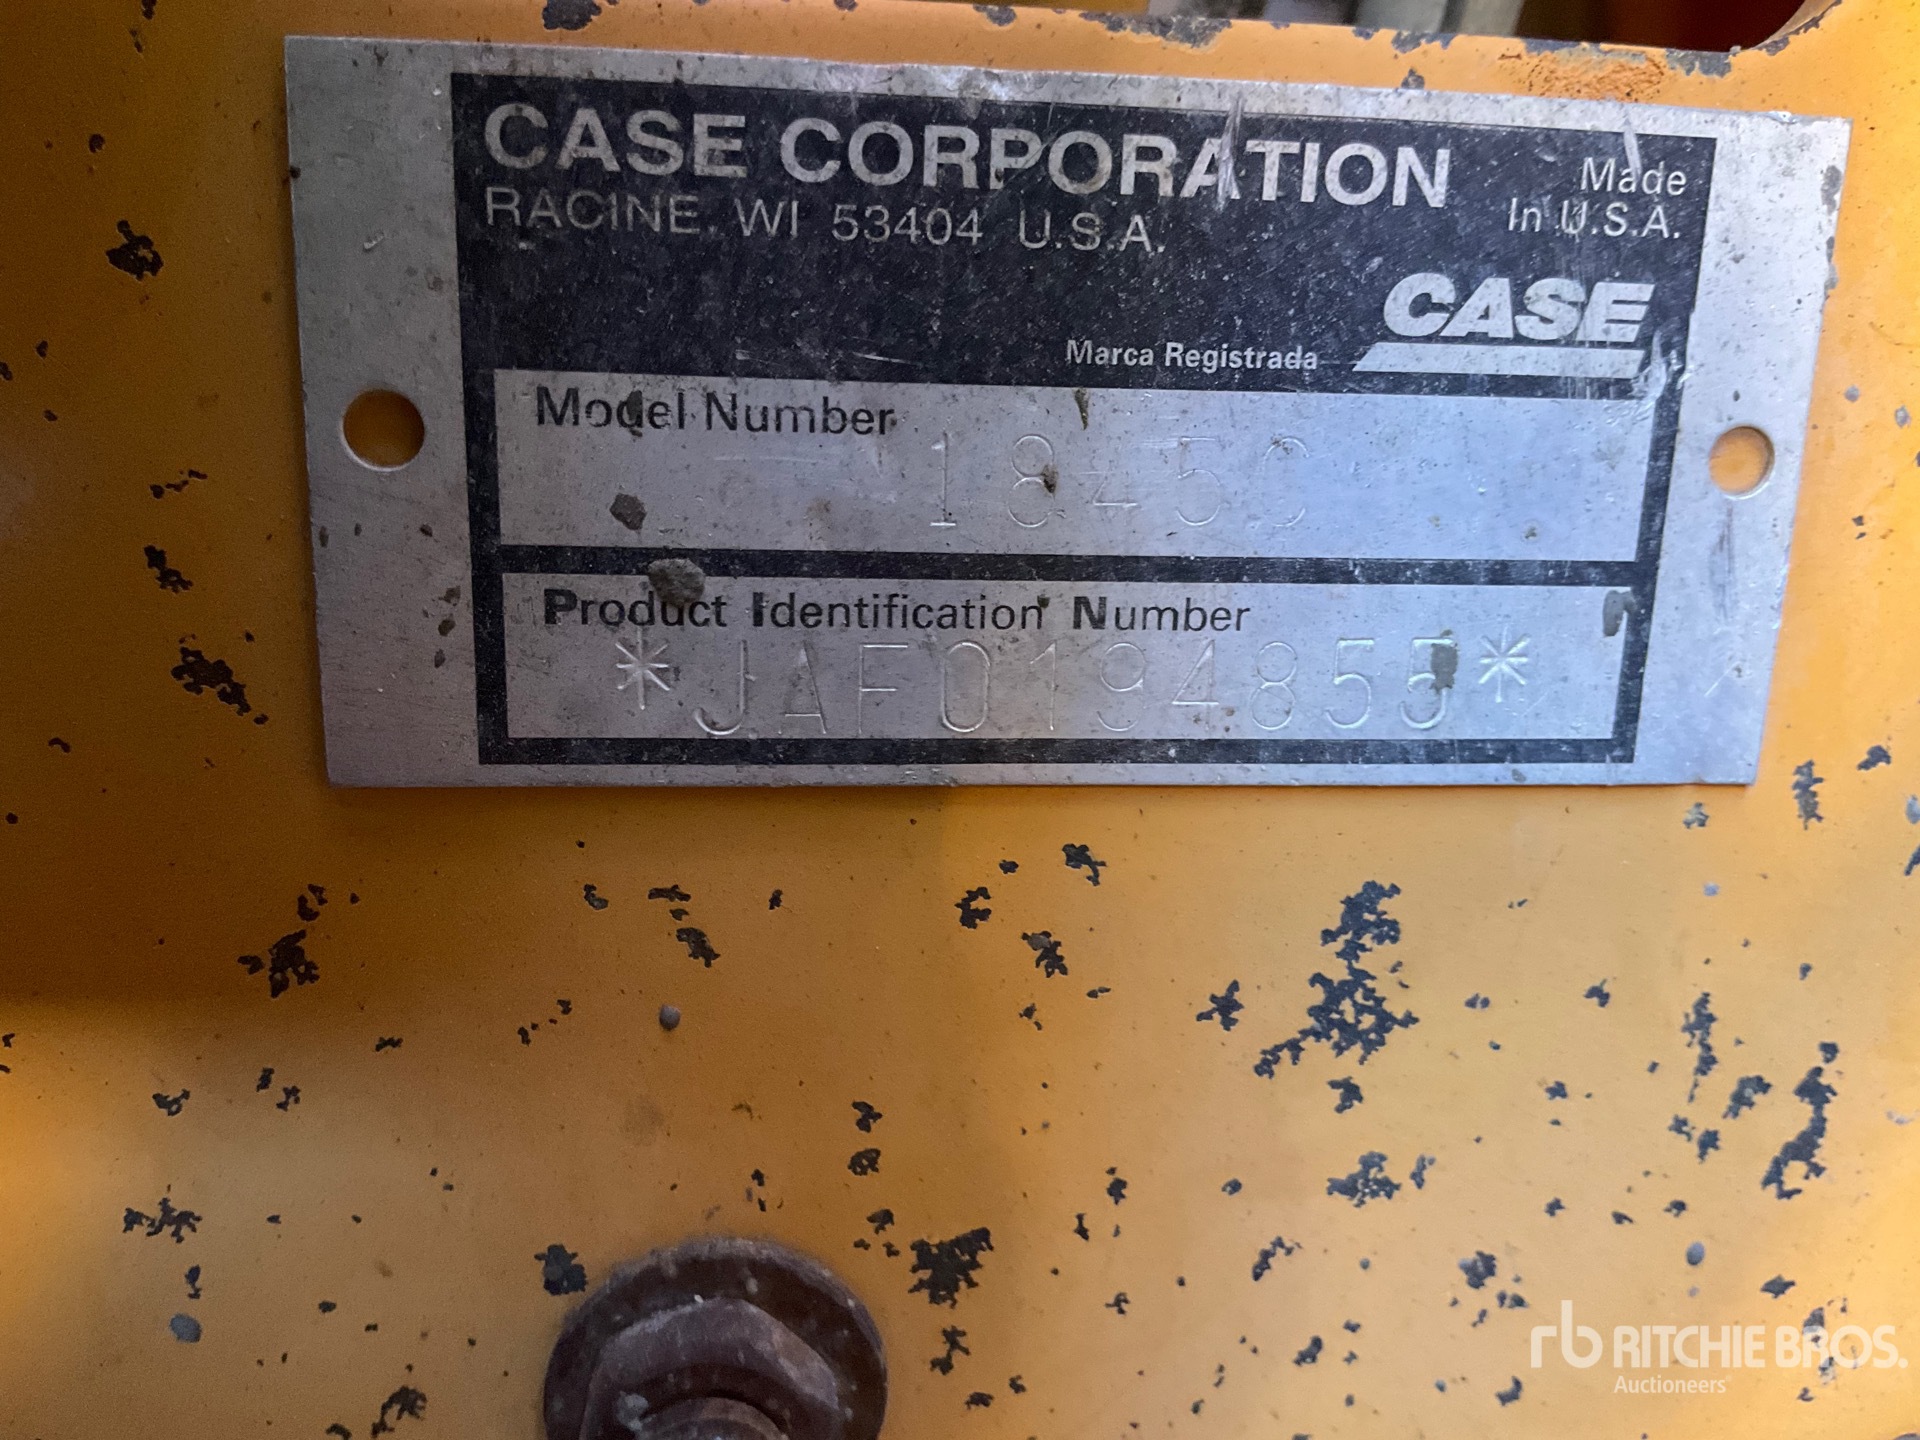 CASE CORPORATION
RACINE, WI 53404 U.S.A.
Made
In U.S.A.
CASE
Marca Registrada
Model Number
1845C
Product Identification Number
*JAF0194855*
rb RITCHIE BROS.
Auctioneers